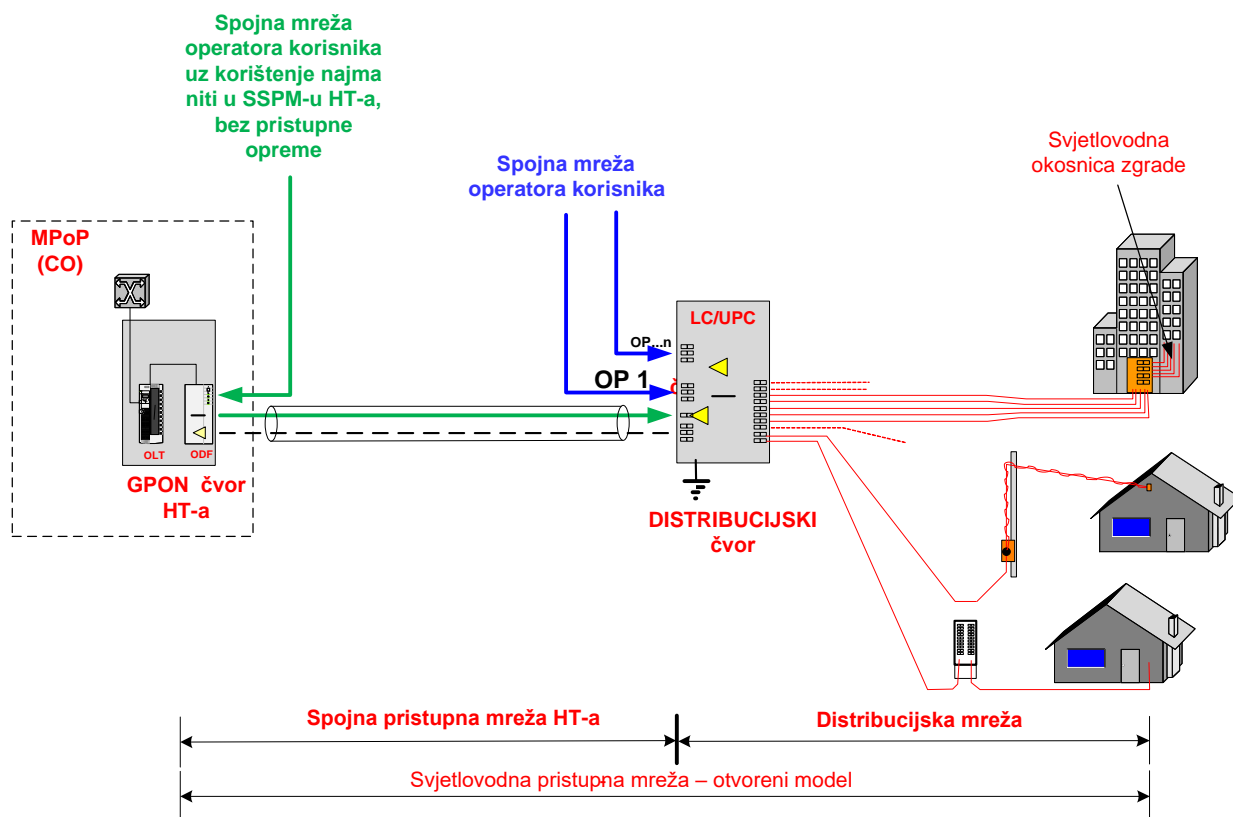 Spojna mreža
operatora korisnika
uz korištenje najma
niti u SSPM-u HT-a,
bez pristupne
opreme
Spojna mreža
operatora korisnika
Svjetlovodna
okosnica zgrade
MPoP
(CO)
LC/UPC
OP...n
OP 1
OLT
ODF
GPON čvor
HT-a
DISTRIBUCIJSKI
čvor
Spojna pristupna mreža HT-a
Distribucijska mreža
Svjetlovodna pristupna mreža – otvoreni model